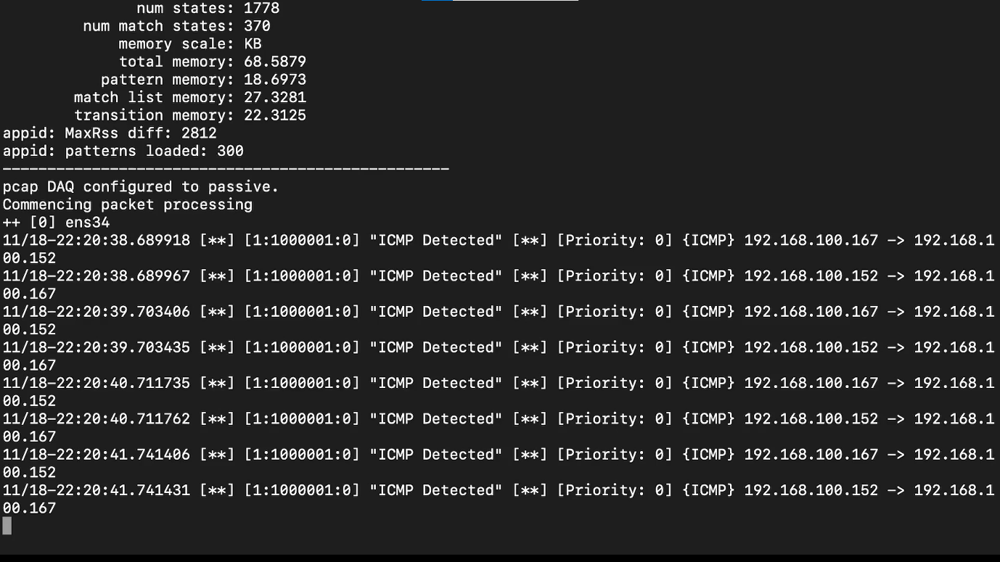 num states: 1778
num match states: 370
memory scale: KB
total memory: 68.5879
pattern memory: 18.6973
match list memory: 27.3281
transition memory: 22.3125
appid: MaxRss diff: 2812
appid: patterns loaded: 300
--------------------------------------------------
pcap DAQ configured to passive.
Commencing packet processing
++ [0] ens34
11/18-22:20:38.689918 [**] [1:1000001:0] "ICMP Detected" [**] [Priority: 0] {ICMP} 192.168.100.167 -> 192.168.1
00.152
11/18-22:20:38.689967 [**] [1:1000001:0] "ICMP Detected" [**] [Priority: 0] {ICMP} 192.168.100.152 -> 192.168.1
00.167
11/18-22:20:39.703406 [**] [1:1000001:0] "ICMP Detected" [**] [Priority: 0] {ICMP} 192.168.100.167 -> 192.168.1
00.152
11/18-22:20:39.703435 [**] [1:1000001:0] "ICMP Detected" [**] [Priority: 0] {ICMP} 192.168.100.152 -> 192.168.1
00.167
11/18-22:20:40.711735 [**] [1:1000001:0] "ICMP Detected" [**] [Priority: 0] {ICMP} 192.168.100.167 -> 192.168.1
00.152
11/18-22:20:40.711762 [**] [1:1000001:0] "ICMP Detected" [**] [Priority: 0] {ICMP} 192.168.100.152 -> 192.168.1
00.167
11/18-22:20:41.741406 [**] [1:1000001:0] "ICMP Detected" [**] [Priority: 0] {ICMP} 192.168.100.167 -> 192.168.1
00.152
11/18-22:20:41.741431 [**] [1:1000001:0] "ICMP Detected" [**] [Priority: 0] {ICMP} 192.168.100.152 -> 192.168.1
00.167